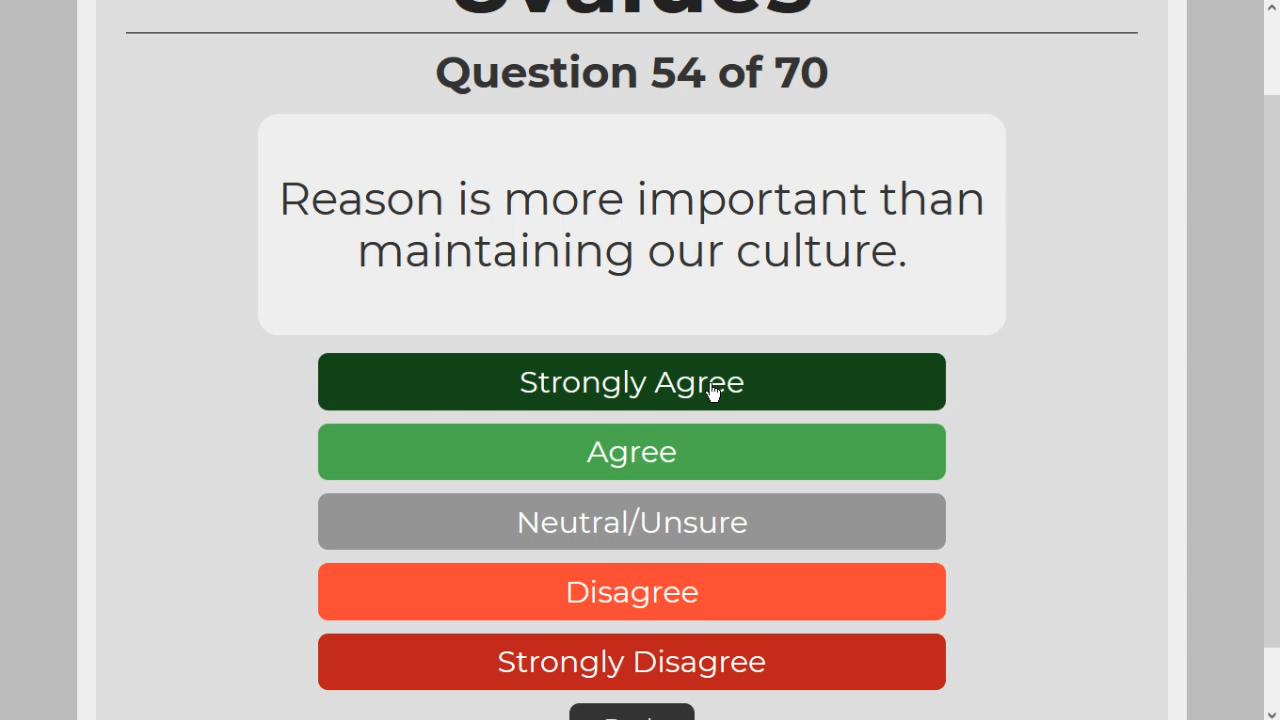 Question 54 of 70
Reason is more important than
maintaining our culture.
Strongly Agree
Agree
Neutral/Unsure
Disagree
Strongly Disagree